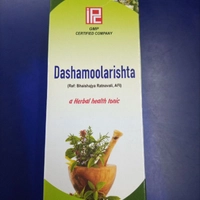 GMP
CERTIFIED COMPANY
Dashamoolarishta
(Ref: Bhaishajya Ratnavali, AFI)
a Herbal health tonic